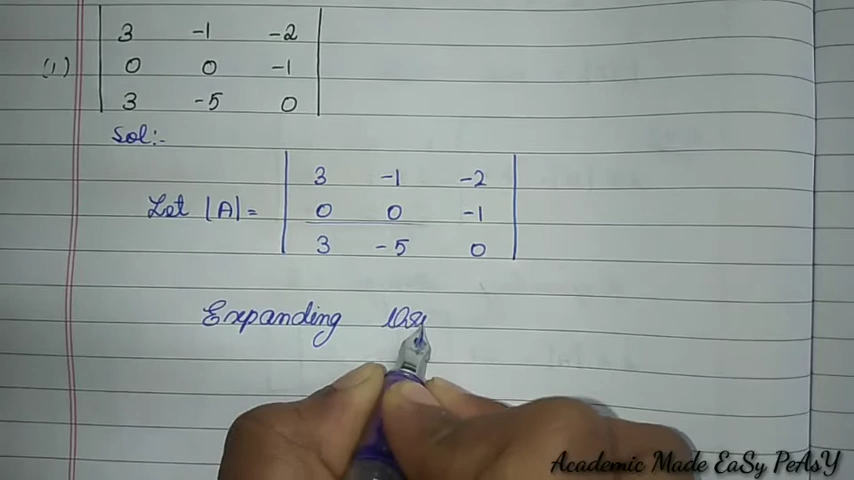 3 -1 -2
(1) 0 0 -1
3 -5 0
Sol:-
3 -1 -2
Let |A| = 0 0 -1
3 -5 0
Expanding
Academic Made EaSy PeAsY